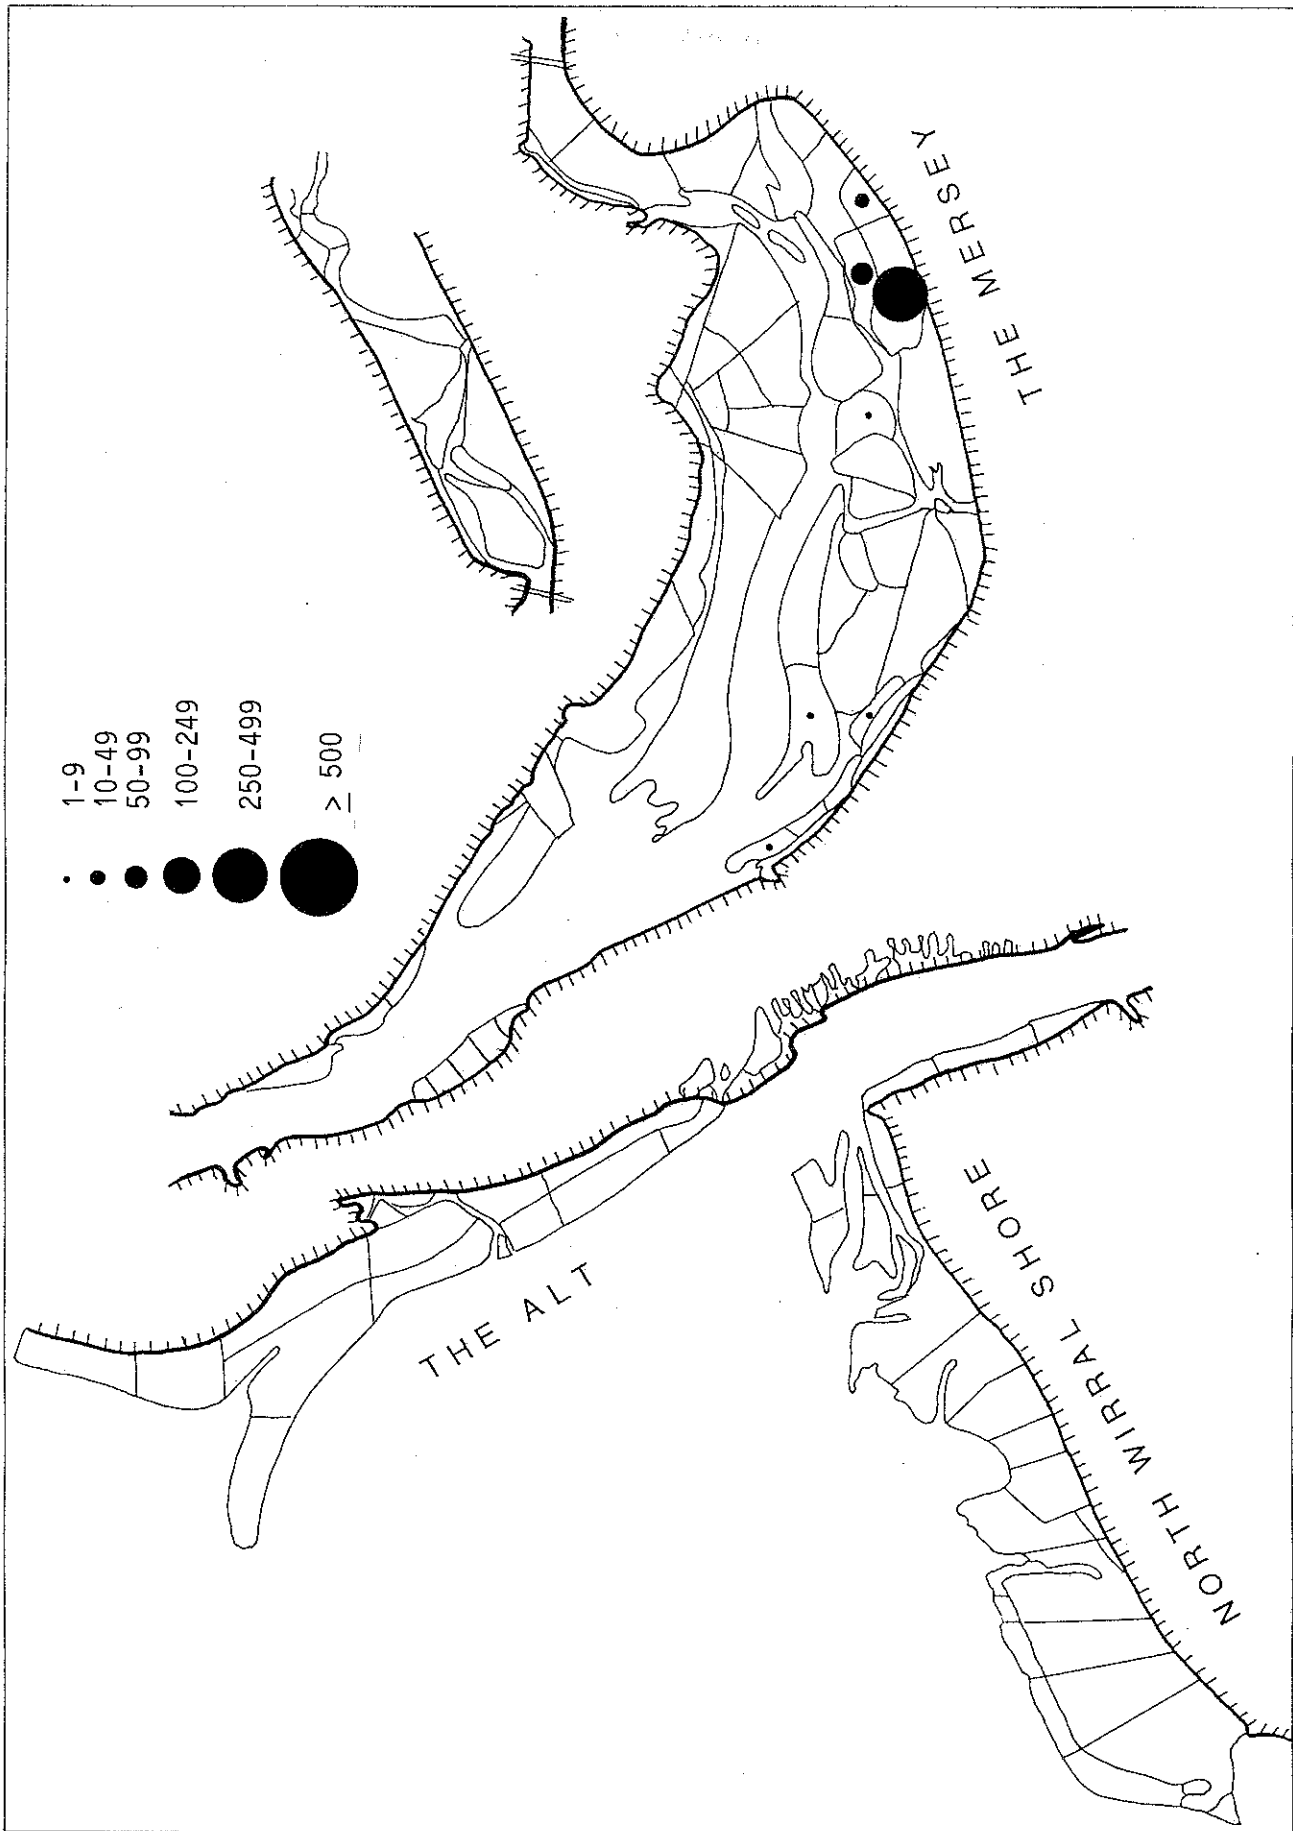 1-9
10-49
50-99
100-249
250-499
≥ 500
THE MERSEY
THE ALT
NORTH WIRRAL SHORE